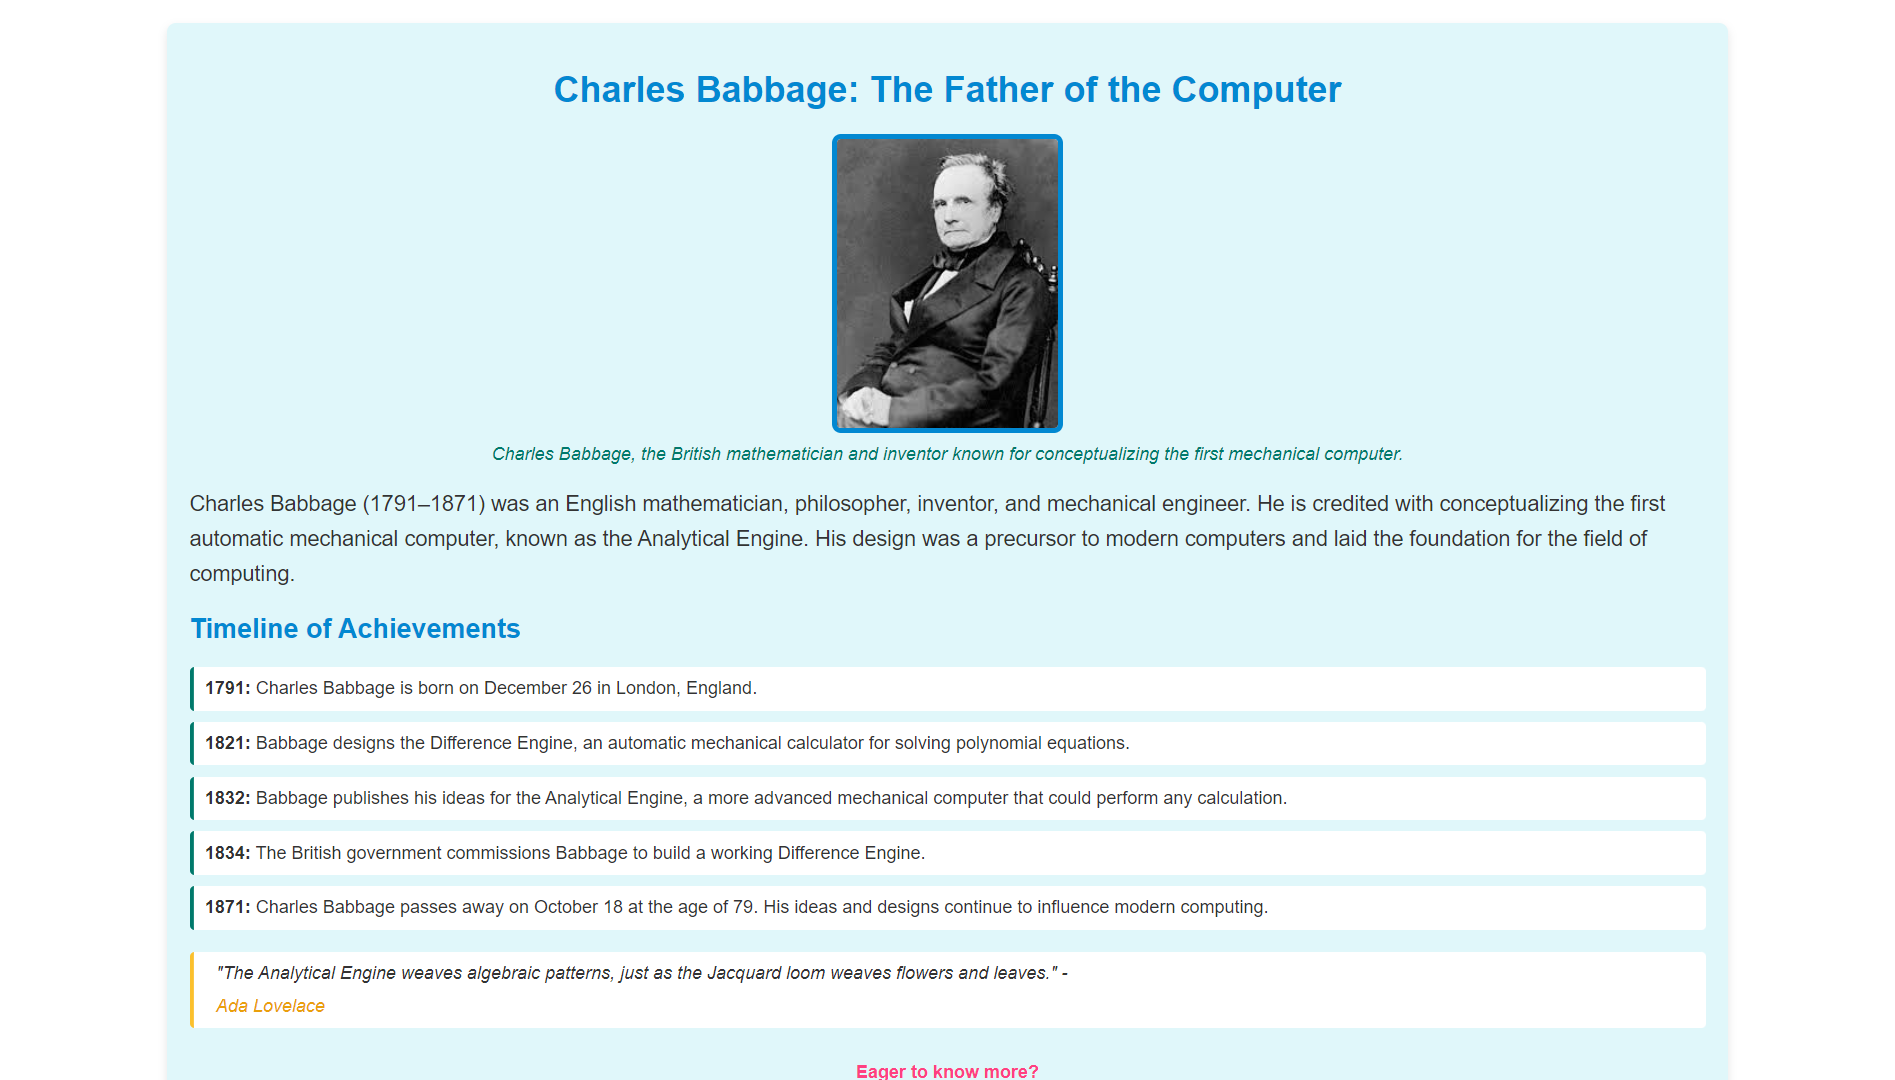 Charles Babbage: The Father of the Computer
Charles Babbage, the British mathematician and inventor known for conceptualizing the first mechanical computer.
Charles Babbage (1791–1871) was an English mathematician, philosopher, inventor, and mechanical engineer. He is credited with conceptualizing the first
automatic mechanical computer, known as the Analytical Engine. His design was a precursor to modern computers and laid the foundation for the field of
computing.
Timeline of Achievements
1791: Charles Babbage is born on December 26 in London, England.
1821: Babbage designs the Difference Engine, an automatic mechanical calculator for solving polynomial equations.
1832: Babbage publishes his ideas for the Analytical Engine, a more advanced mechanical computer that could perform any calculation.
1834: The British government commissions Babbage to build a working Difference Engine.
1871: Charles Babbage passes away on October 18 at the age of 79. His ideas and designs continue to influence modern computing.
"The Analytical Engine weaves algebraic patterns, just as the Jacquard loom weaves flowers and leaves." -
Ada Lovelace
Eager to know more?